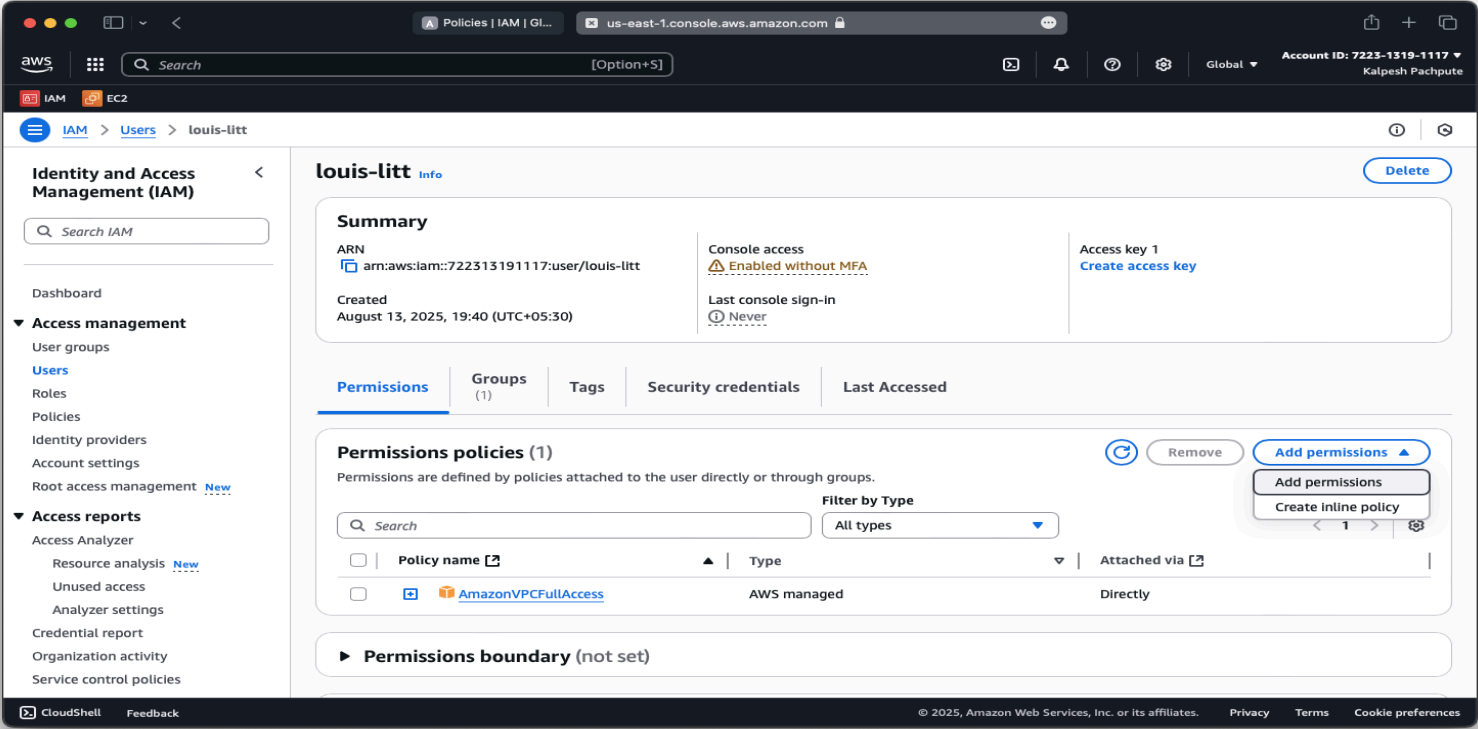 Policies | IAM | Gl...
us-east-1.console.aws.amazon.com
aws
Search
[Option+S]
Global
Account ID: 7223-1319-1117
Kalpesh Pachpute
IAM
EC2
IAM > Users > louis-litt
Identity and Access
Management (IAM)
Search IAM
Dashboard
Access management
User groups
Users
Roles
Policies
Identity providers
Account settings
Root access management New
Access reports
Access Analyzer
Resource analysis New
Unused access
Analyzer settings
Credential report
Organization activity
Service control policies
louis-litt Info
Delete
Summary
ARN
arn:aws:iam::722313191117:user/louis-litt
Created
August 13, 2025, 19:40 (UTC+05:30)
Console access
Enabled without MFA
Last console sign-in
Never
Access key 1
Create access key
Permissions
Groups
(1)
Tags
Security credentials
Last Accessed
Permissions policies (1)
Remove
Add permissions
Permissions are defined by policies attached to the user directly or through groups.
Add permissions
Create inline policy
Filter by Type
Search
All types
1
Policy name
Type
Attached via
AmazonVPCFullAccess
AWS managed
Directly
Permissions boundary (not set)
CloudShell
Feedback
© 2025, Amazon Web Services, Inc. or its affiliates.
Privacy
Terms
Cookie preferences